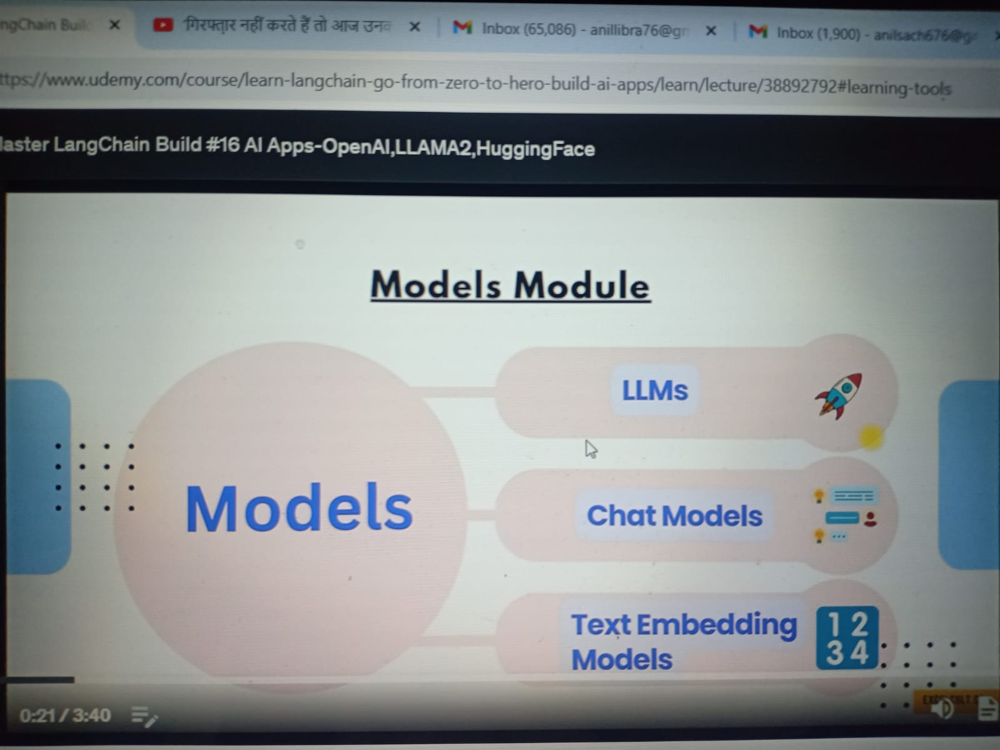 ngChain Buil
गिरफ्तार नहीं करते हैं तो आज उनव
Inbox (65,086) - anillibra76@gm
Inbox (1,900) - anilsach676@g
ttps://www.udemy.com/course/learn-langchain-go-from-zero-to-hero-build-ai-apps/learn/lecture/38892792#learning-tools
laster LangChain Build #16 AI Apps-OpenAI,LLAMA2,HuggingFace
Models Module
Models
LLMs
Chat Models
Text Embedding
Models
1 2
3 4
0:21 / 3:40